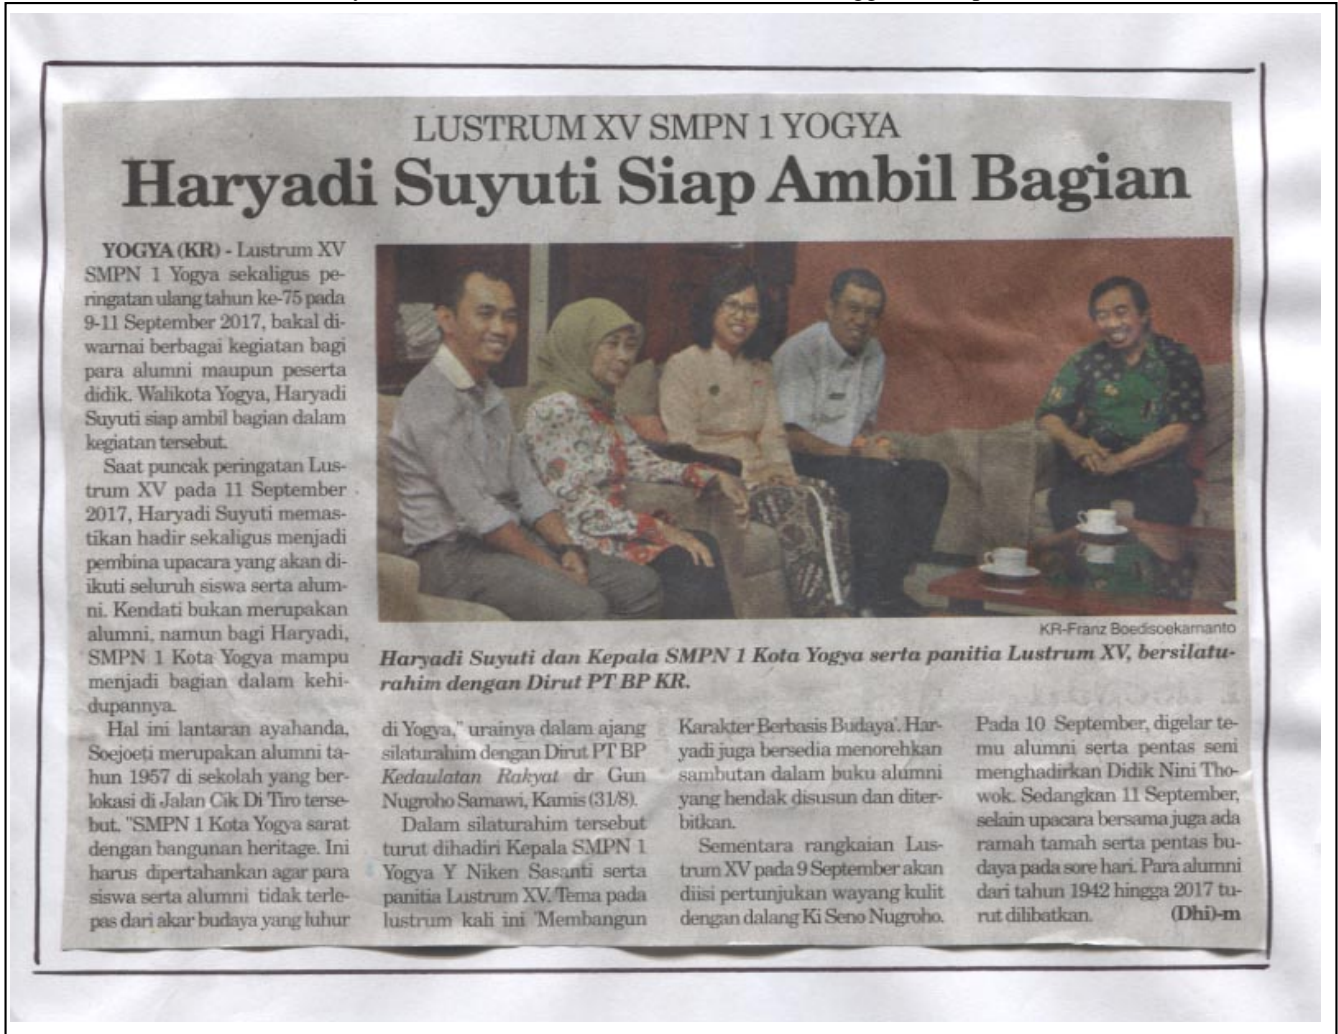 LUSTRUM XV SMPN 1 YOGYA
Haryadi Suyuti Siap Ambil Bagian
YOGYA (KR) - Lustrum XV
SMPN 1 Yogya sekaligus pe-
ringatan ulang tahun ke-75 pada
9-11 September 2017, bakal di-
warnai berbagai kegiatan bagi
para alumni maupun peserta
didik. Walikota Yogya, Haryadi
Suyuti siap ambil bagian dalam
kegiatan tersebut.
Saat puncak peringatan Lus-
trum XV pada 11 September
2017, Haryadi Suyuti memas-
tikan hadir sekaligus menjadi
pembina upacara yang akan di-
ikuti seluruh siswa serta alum-
ni. Kendati bukan merupakan
alumni, namun bagi Haryadi,
SMPN 1 Kota Yogya mampu
menjadi bagian dalam kehi-
dupannya.
Hal ini lantaran ayahanda,
Soejoeti merupakan alumni ta-
hun 1957 di sekolah yang ber-
lokasi di Jalan Cik Di Tiro terse-
but. "SMPN 1 Kota Yogya sarat
dengan bangunan heritage. Ini
harus dipertahankan agar para
siswa serta alumni tidak terle-
pas dari akar budaya yang luhur
KR-Franz Boedisoekarnanto
Haryadi Suyuti dan Kepala SMPN 1 Kota Yogya serta panitia Lustrum XV, bersilatu-
rahim dengan Dirut PT BP KR.
di Yogya," urainya dalam ajang
silaturahim dengan Dirut PT BP
Kedaulatan Rakyat dr Gun
Nugroho Samawi, Kamis (31/8).
Dalam silaturahim tersebut
turut dihadiri Kepala SMPN 1
Yogya Y Niken Sasanti serta
panitia Lustrum XV. Tema pada
lustrum kali ini 'Membangun
Karakter Berbasis Budaya'. Har-
yadi juga bersedia menorehkan
sambutan dalam buku alumni
yang hendak disusun dan diter-
bitkan.
Sementara rangkaian Lus-
trum XV pada 9 September akan
diisi pertunjukan wayang kulit
dengan dalang Ki Seno Nugroho.
Pada 10 September, digelar te-
mu alumni serta pentas seni
menghadirkan Didik Nini Tho-
wok. Sedangkan 11 September,
selain upacara bersama juga ada
ramah tamah serta pentas bu-
daya pada sore hari. Para alumni
dari tahun 1942 hingga 2017 tu-
rut dilibatkan. (Dhi)-m